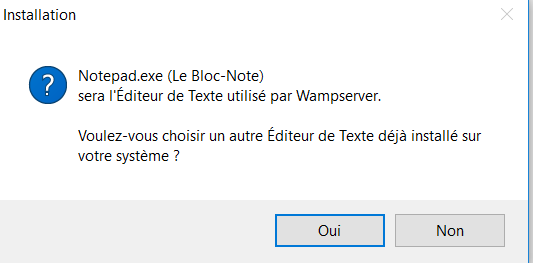 Installation
?
Notepad.exe (Le Bloc-Note)
sera l'Éditeur de Texte utilisé par Wampserver.
Voulez-vous choisir un autre Éditeur de Texte déjà installé sur
votre système ?
Oui
Non